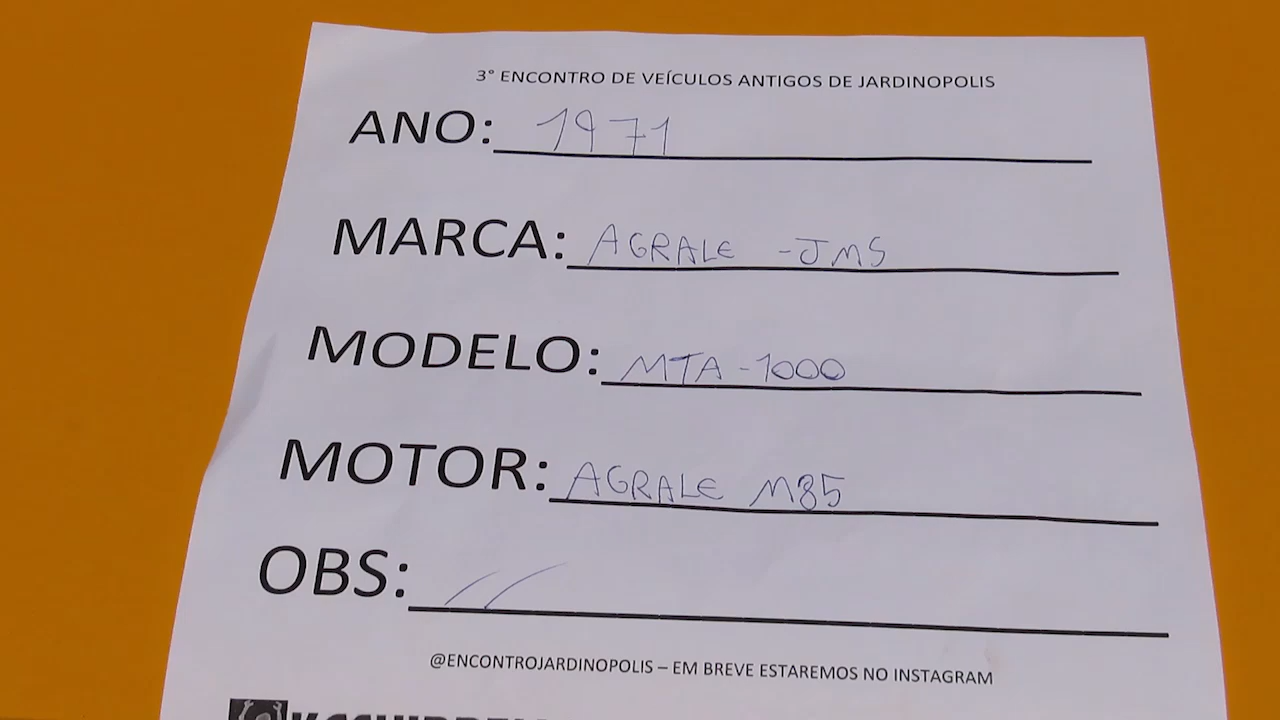 3° ENCONTRO DE VEÍCULOS ANTIGOS DE JARDINOPOLIS
ANO: 1971
MARCA: AGRALE - JMS
MODELO: MTA - 1000
MOTOR: AGRALE M85
OBS: //
@ENCONTROJARDINOPOLIS – EM BREVE ESTAREMOS NO INSTAGRAM